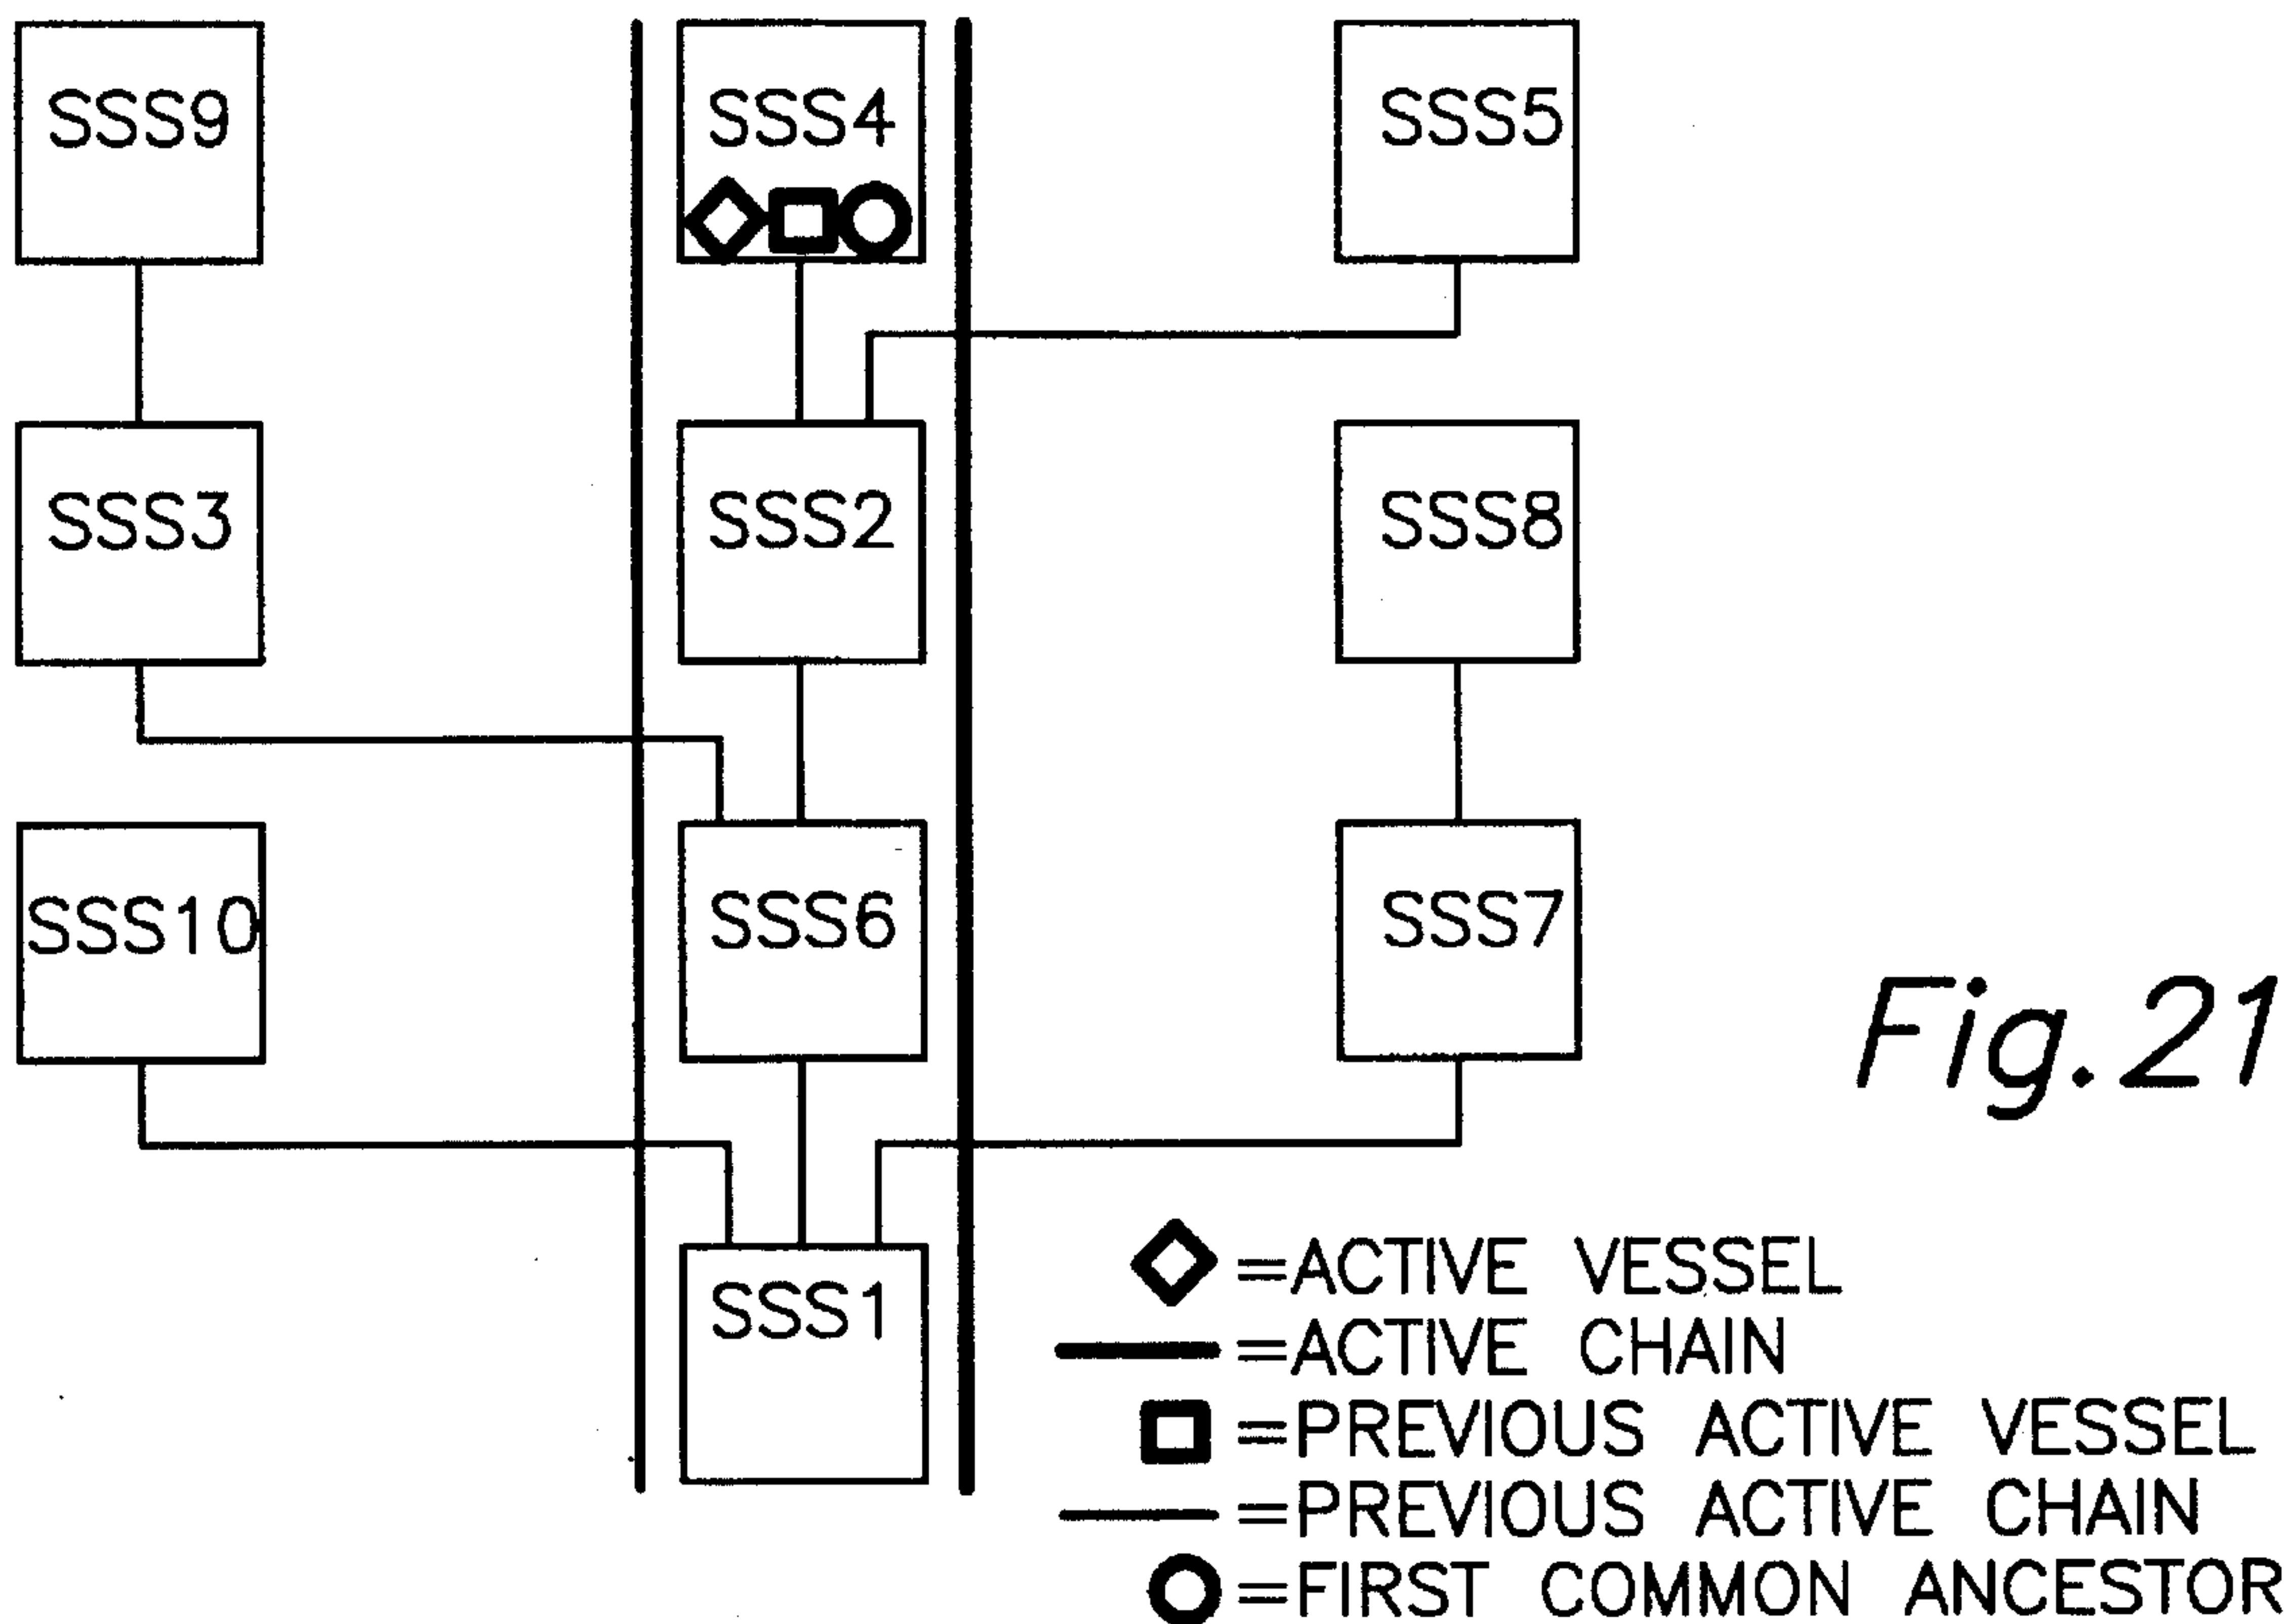 SSS9
SSS4
SSS5
SSS3
SSS2
SSS8
SSS10
SSS6
SSS7
Fig.21
SSS1
=ACTIVE VESSEL
=ACTIVE CHAIN
=PREVIOUS ACTIVE VESSEL
=PREVIOUS ACTIVE CHAIN
=FIRST COMMON ANCESTOR